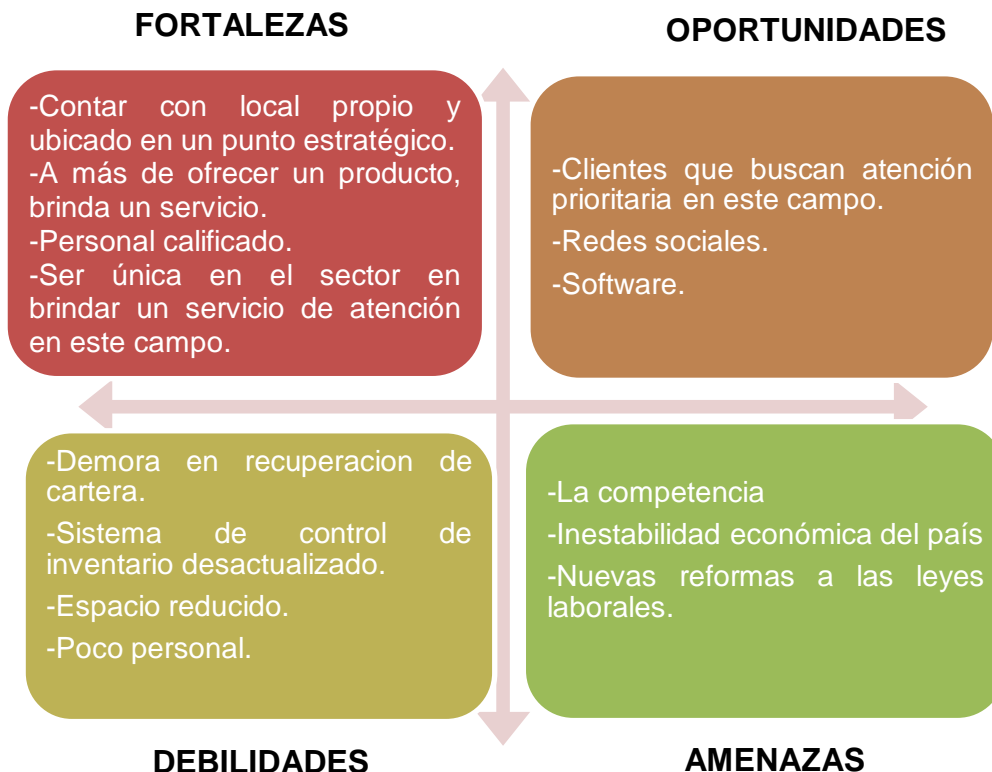 FORTALEZAS
-Contar con local propio y
ubicado en un punto estratégico.
-A más de ofrecer un producto,
brinda un servicio.
-Personal calificado.
-Ser única en el sector en
brindar un servicio de atención
en este campo.
OPORTUNIDADES
-Clientes que buscan atención
prioritaria en este campo.
-Redes sociales.
-Software.
-Demora en recuperacion de
cartera.
-Sistema de control de
inventario desactualizado.
-Espacio reducido.
-Poco personal.
DEBILIDADES
-La competencia
-Inestabilidad económica del país
-Nuevas reformas a las leyes
laborales.
AMENAZAS